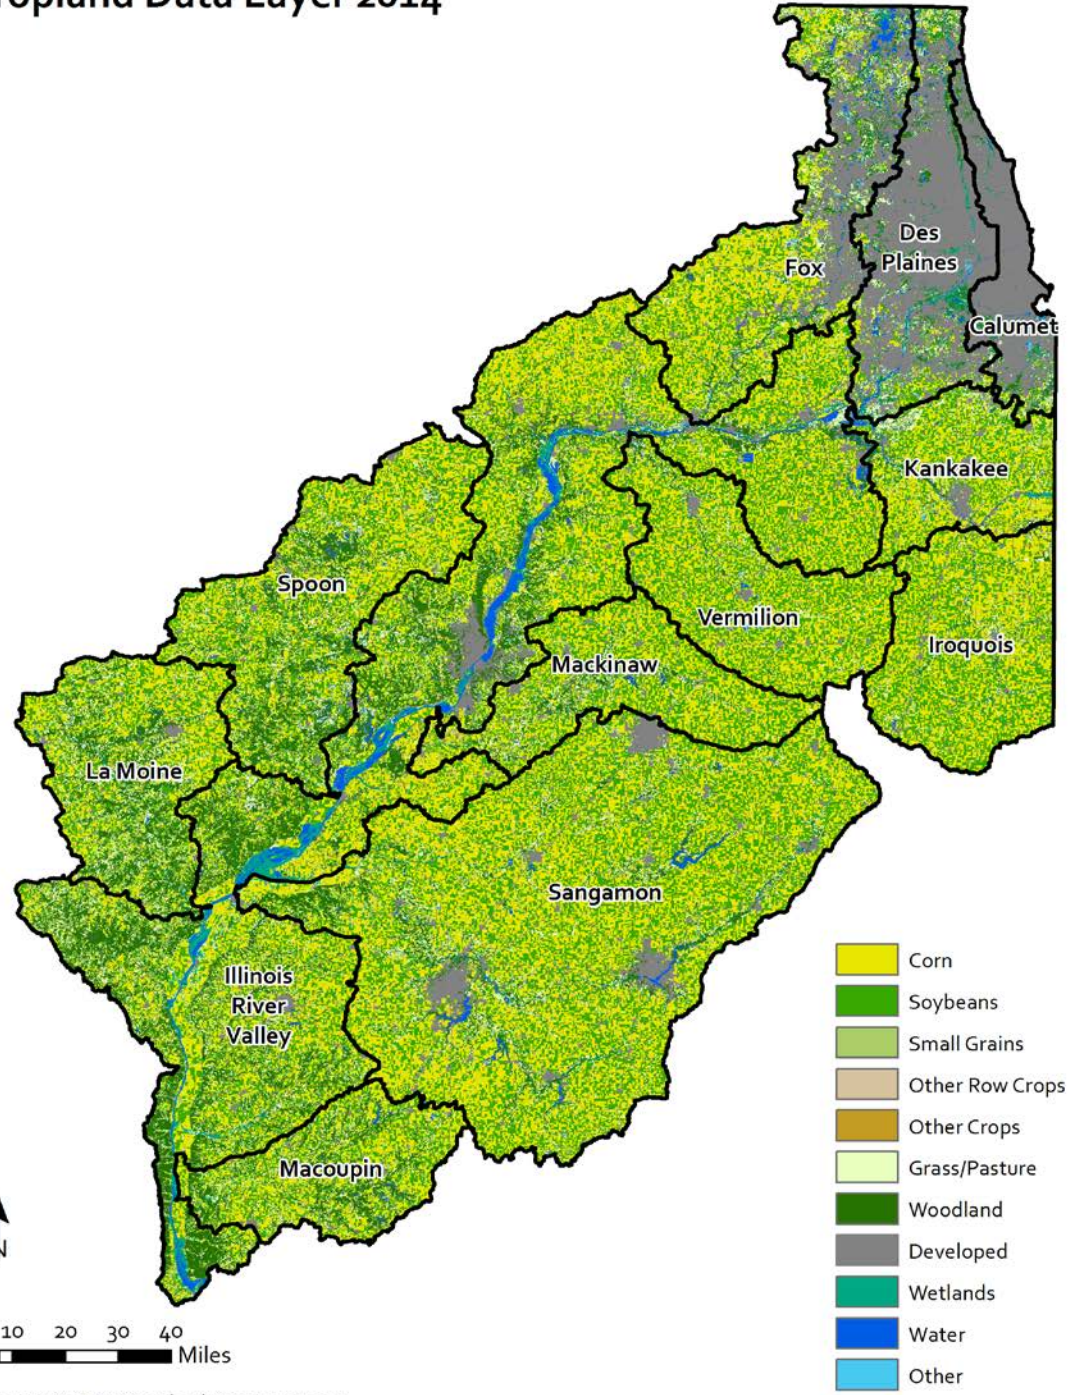 ropland Data Layer 2014
Des
Plaines
Fox
Calumet
Kankakee
Spoon
Vermilion
Iroquois
Mackinaw
La Moine
Sangamon
Illinois
River
Valley
Macoupin
Corn
Soybeans
Small Grains
Other Row Crops
Other Crops
Grass/Pasture
Woodland
Developed
Wetlands
Water
Other
N
10 20 30 40
Miles